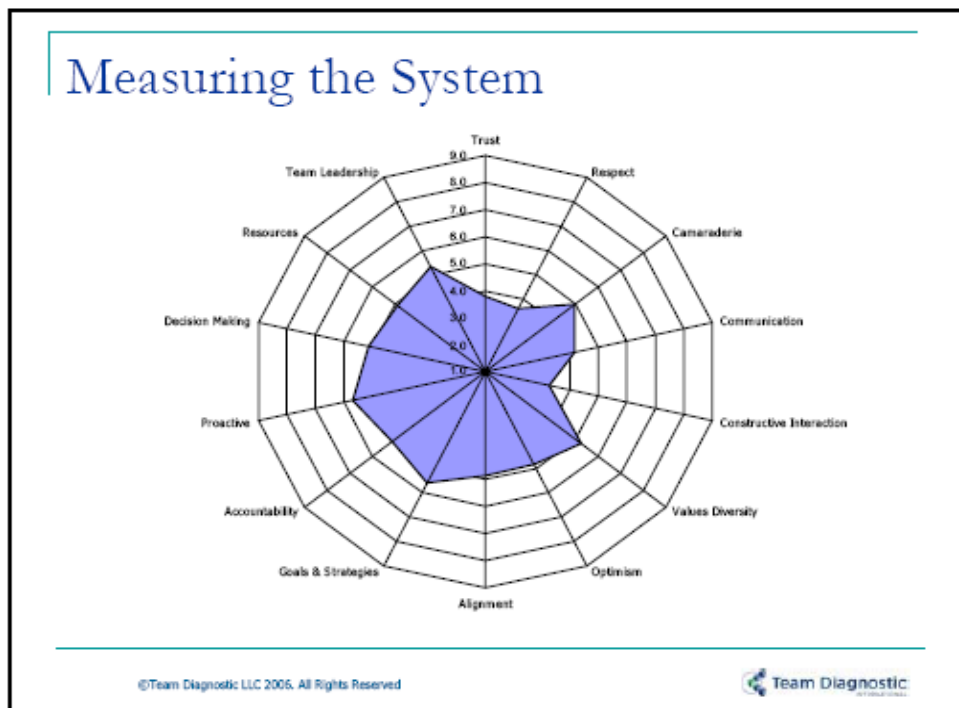 Measuring the System
Trust
9.0
8.0
7.0
6.0
5.0
4.0
3.0
2.0
1.0
Respect
Camaraderie
Communication
Constructive Interaction
Values Diversity
Optimism
Alignment
Goals & Strategies
Accountability
Proactive
Decision Making
Resources
Team Leadership
©Team Diagnostic LLC 2006. All Rights Reserved
Team Diagnostic
INTERNATIONAL